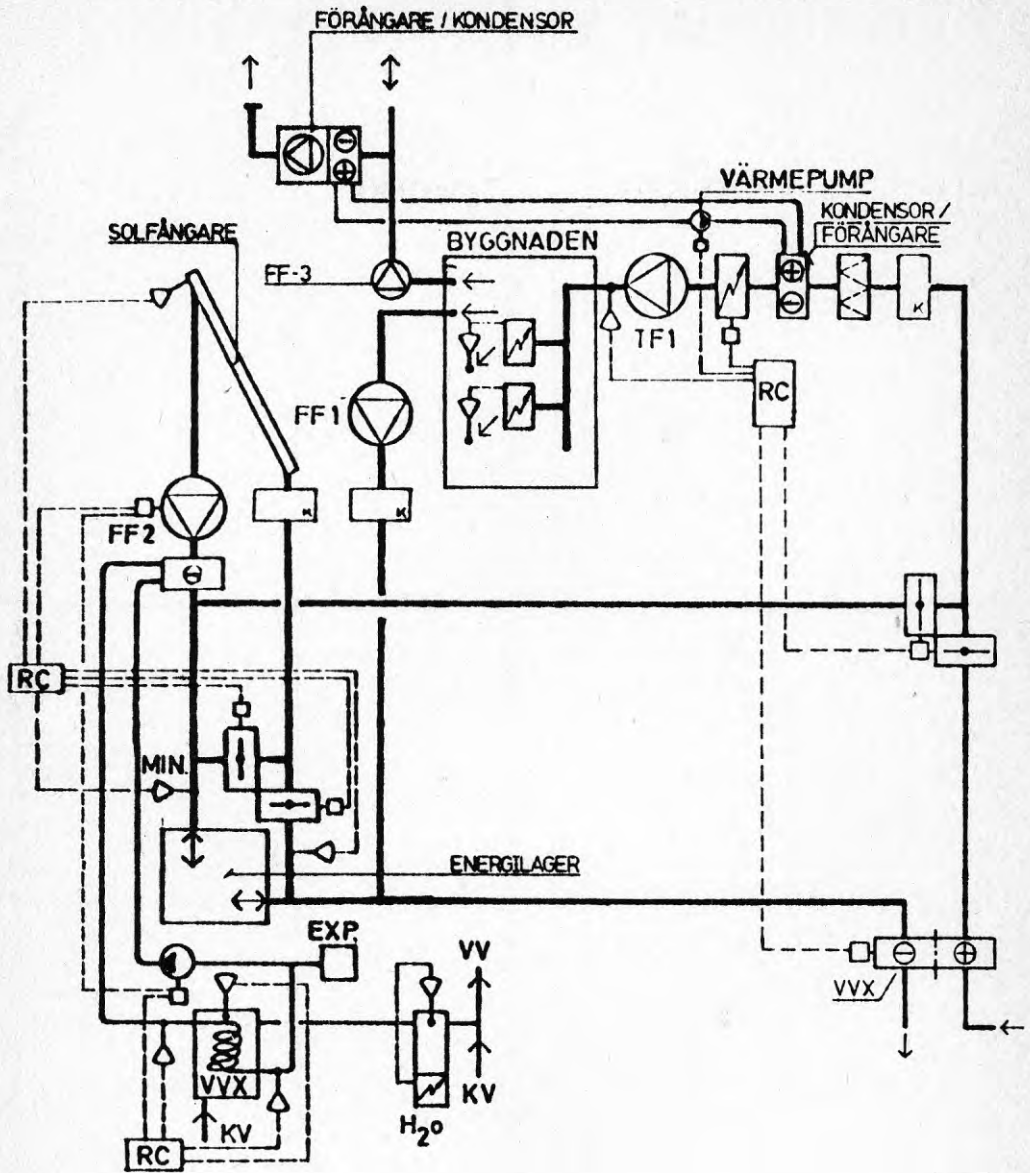 FÖRÅNGARE / KONDENSOR
VÄRMEPUMP
KONDENSOR /
FÖRÅNGARE
SOLFÅNGARE
BYGGNADEN
FF-3
K
TF1
RC
FF1
FF2
K
K
RC
MIN.
ENERGILAGER
EXP.
VV
VVX
VVX
KV
KV
H₂O
RC